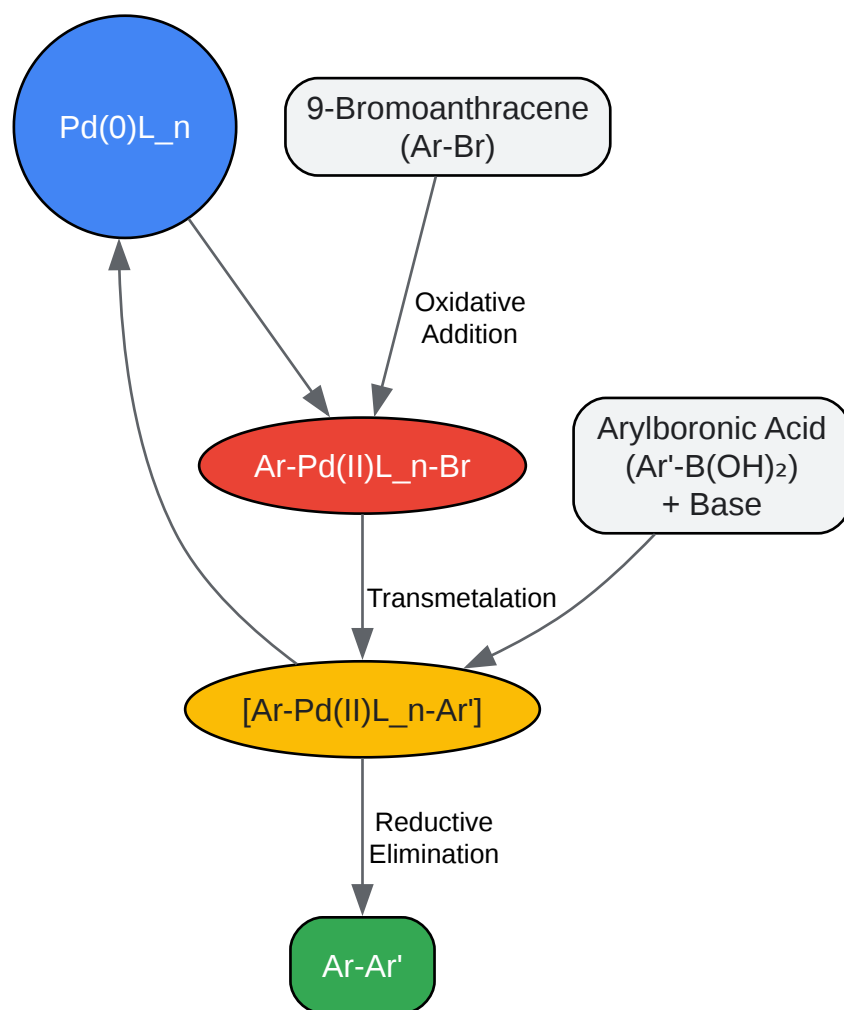 Pd(0)L_n
9-Bromoanthracene
(Ar-Br)
Oxidative
Addition
Ar-Pd(II)L_n-Br
Arylboronic Acid
(Ar'-B(OH)₂)
+ Base
Transmetalation
[Ar-Pd(II)L_n-Ar']
Reductive
Elimination
Ar-Ar'